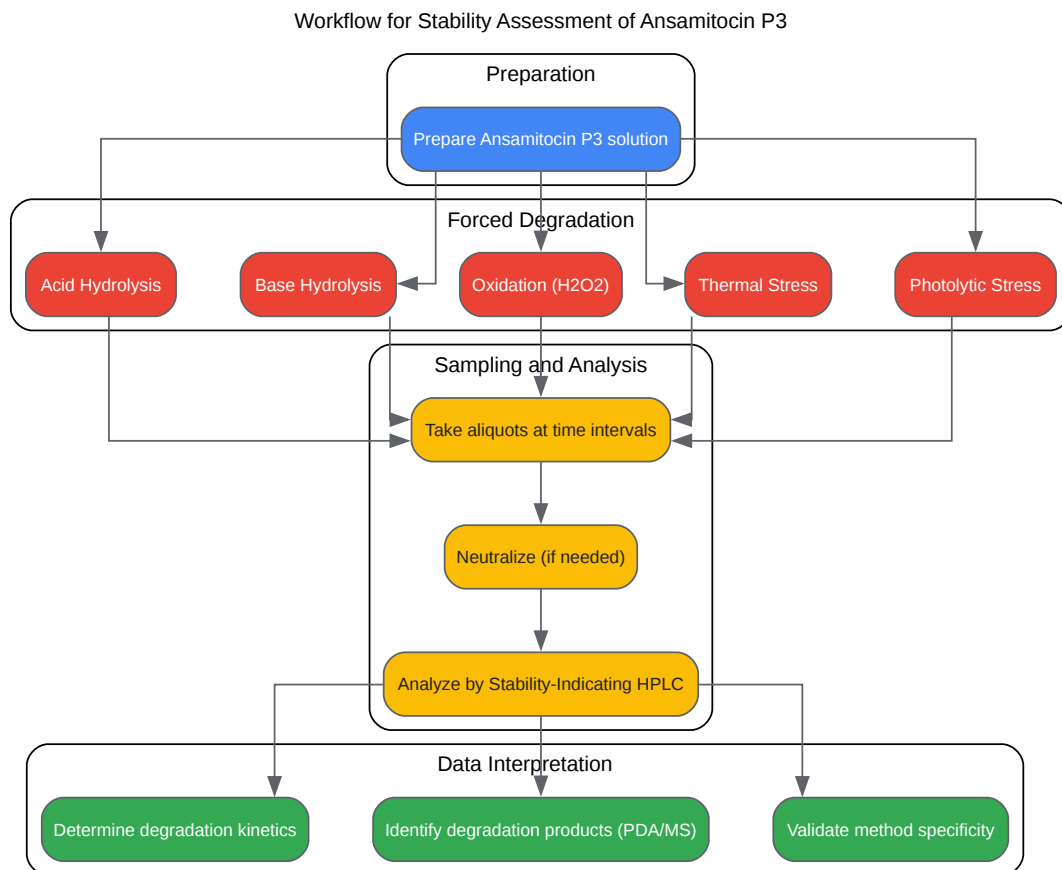 Workflow for Stability Assessment of Ansamitocin P3
Preparation
Prepare Ansamitocin P3 solution
Forced Degradation
Acid Hydrolysis
Base Hydrolysis
Oxidation (H2O2)
Thermal Stress
Photolytic Stress
Sampling and Analysis
Take aliquots at time intervals
Neutralize (if needed)
Analyze by Stability-Indicating HPLC
Data Interpretation
Determine degradation kinetics
Identify degradation products (PDA/MS)
Validate method specificity